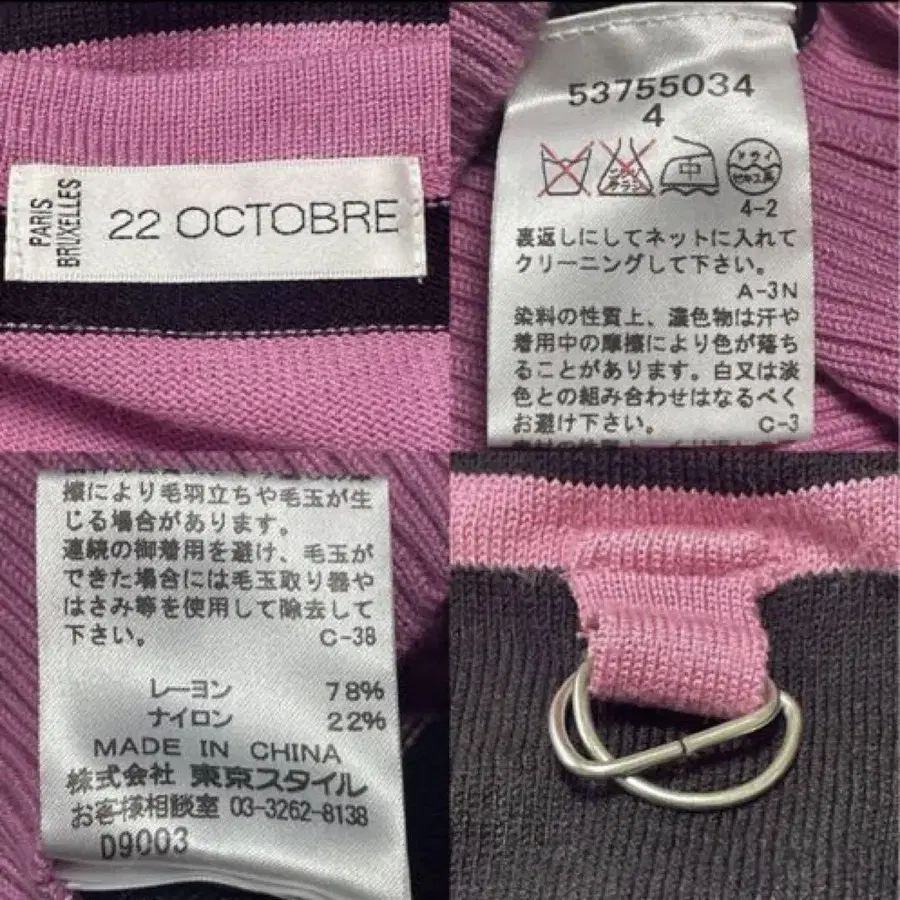 PARIS
BRUXELLES
22 OCTOBRE
53755034
4
中
ドライ
セキユ系
4-2
裏返しにしてネットに入れて
クリーニングして下さい。
A-3N
染料の性質上、濃色物は汗や
着用中の摩擦により色が落ち
ることがあります。白又は淡
色との組み合わせはなるべく
お避け下さい。 C-3
擦により毛羽立ちや毛玉が生
じる場合があります。
連続の御着用を避け、毛玉が
できた場合には毛玉取り器や
はさみ等を使用して除去して
下さい。 C-38
レーヨン 78%
ナイロン 22%
MADE IN CHINA
株式会社 東京スタイル
お客様相談室 03-3262-8138
D9003